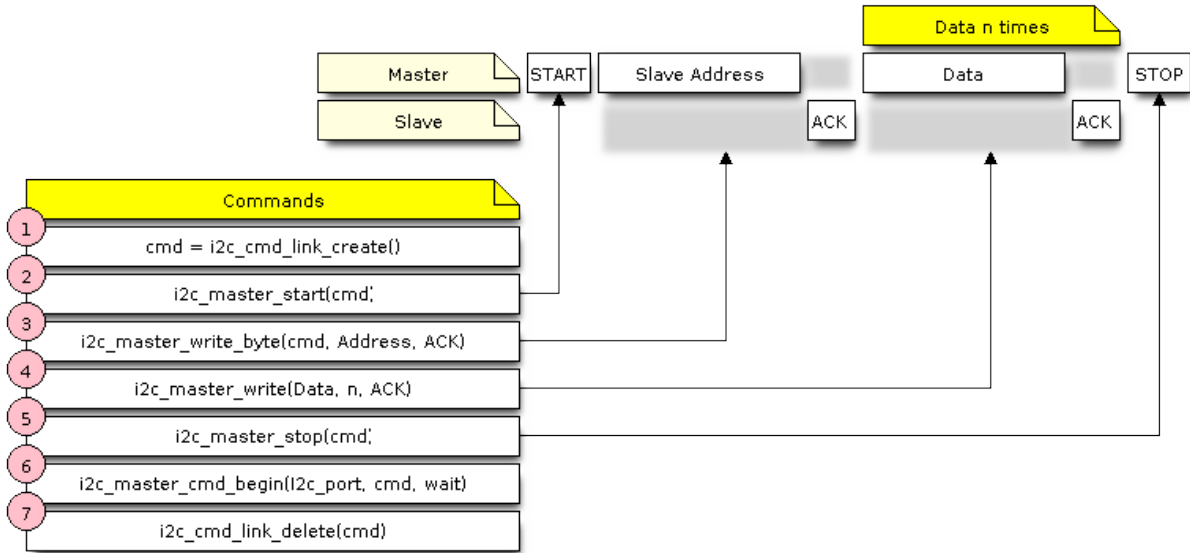 Data n times
Master
START
Slave Address
Data
STOP
Slave
ACK
ACK
Commands
1
cmd = i2c_cmd_link_create()
2
i2c_master_start(cmd;
3
i2c_master_write_byte(cmd, Address, ACK)
4
i2c_master_write(Data, n, ACK)
5
i2c_master_stop(cmd;
6
i2c_master_cmd_begin(I2c_port, cmd, wait)
7
i2c_cmd_link_delete(cmd)